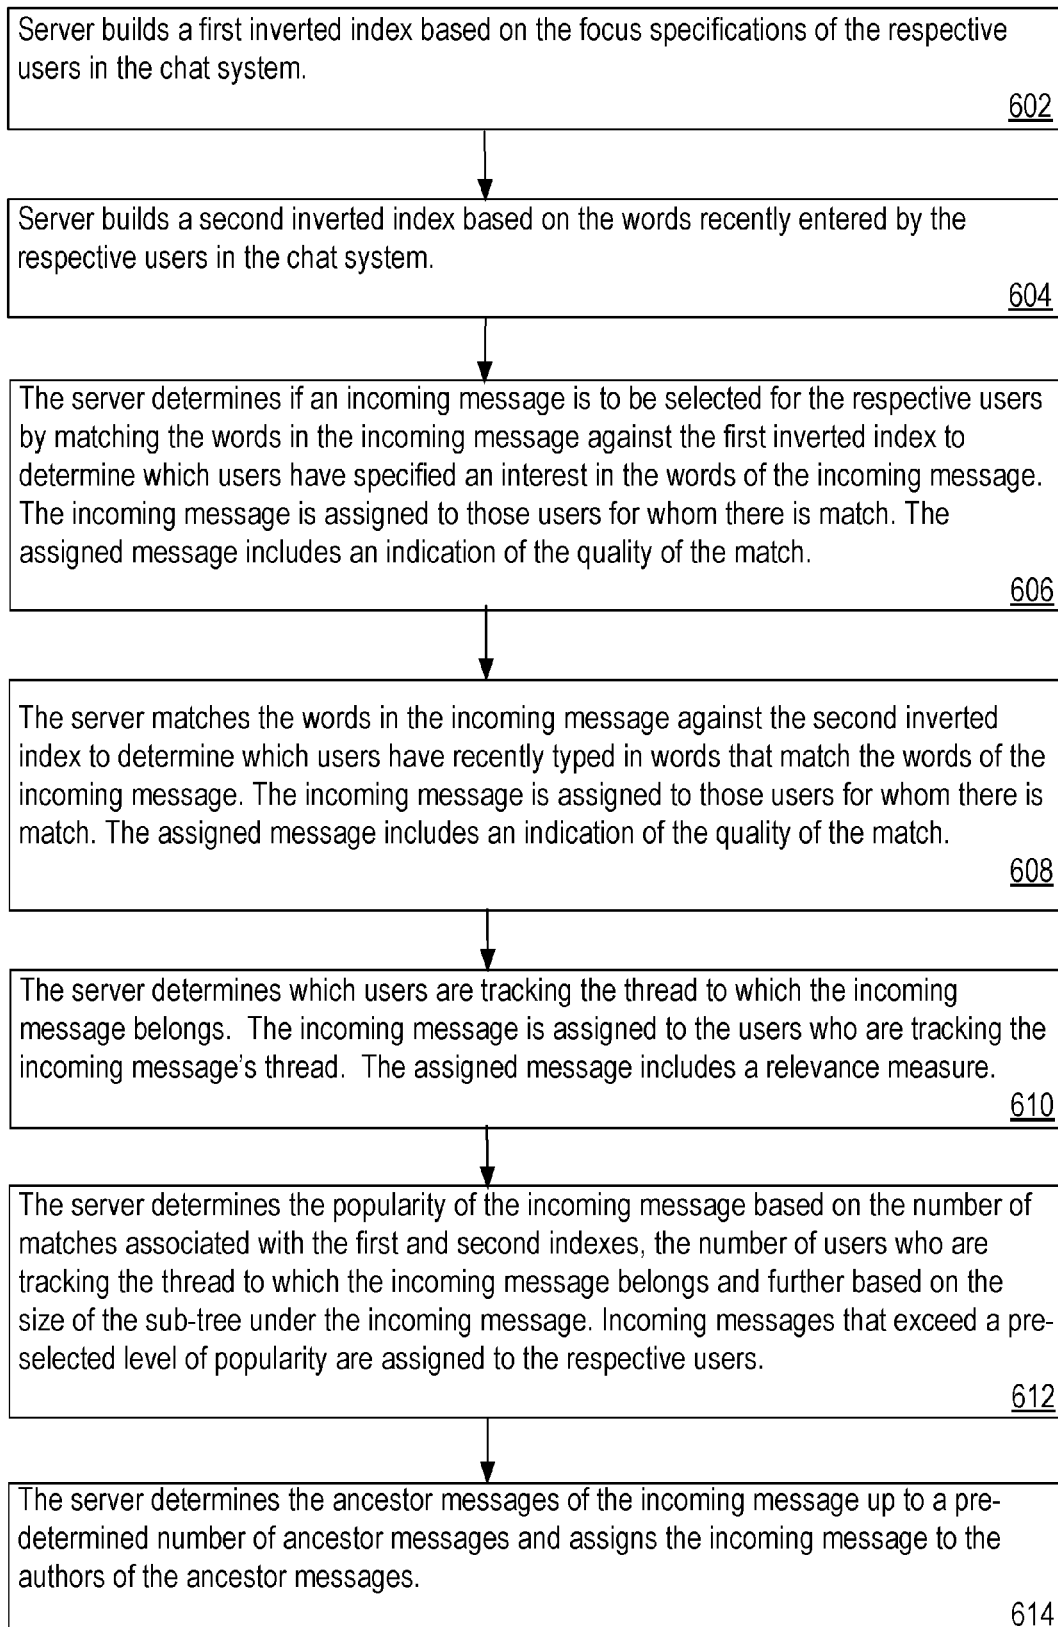 Server builds a first inverted index based on the focus specifications of the respective
users in the chat system.
602
Server builds a second inverted index based on the words recently entered by the
respective users in the chat system.
604
The server determines if an incoming message is to be selected for the respective users
by matching the words in the incoming message against the first inverted index to
determine which users have specified an interest in the words of the incoming message.
The incoming message is assigned to those users for whom there is match. The
assigned message includes an indication of the quality of the match.
606
The server matches the words in the incoming message against the second inverted
index to determine which users have recently typed in words that match the words of the
incoming message. The incoming message is assigned to those users for whom there is
match. The assigned message includes an indication of the quality of the match.
608
The server determines which users are tracking the thread to which the incoming
message belongs. The incoming message is assigned to the users who are tracking the
incoming message's thread. The assigned message includes a relevance measure.
610
The server determines the popularity of the incoming message based on the number of
matches associated with the first and second indexes, the number of users who are
tracking the thread to which the incoming message belongs and further based on the
size of the sub-tree under the incoming message. Incoming messages that exceed a pre-
selected level of popularity are assigned to the respective users.
612
The server determines the ancestor messages of the incoming message up to a pre-
determined number of ancestor messages and assigns the incoming message to the
authors of the ancestor messages.
614